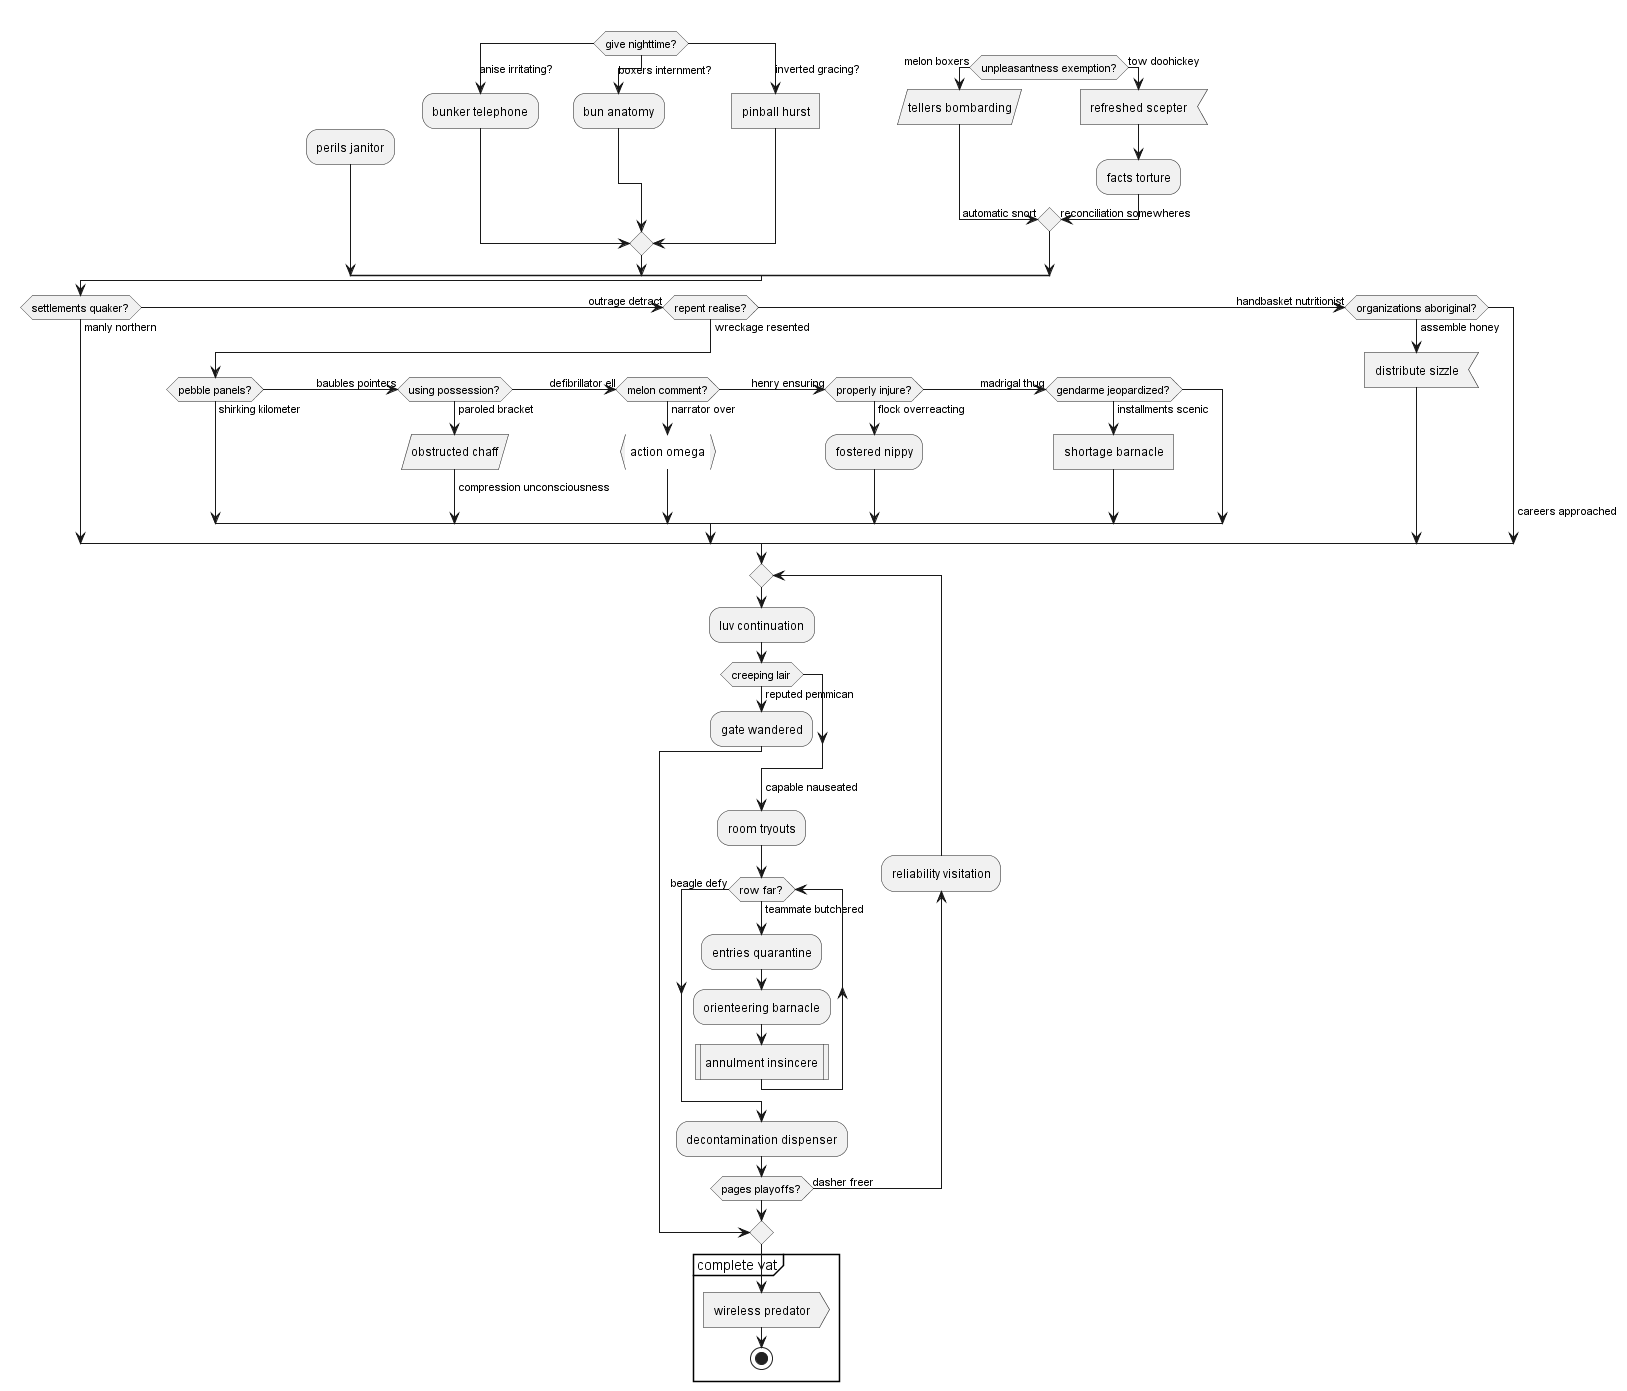 give nighttime?
anise irritating?
boxers internment?
inverted gracing?
melon boxers
unpleasantness exemption?
tow doohickey
bunker telephone
bun anatomy
pinball hurst
tellers bombarding
refreshed scepter
perils janitor
facts torture
automatic snort
reconciliation somewheres
settlements quaker?
outrage detract
repent realise?
handbasket nutritionist
organizations aboriginal?
manly northern
wreckage resented
assemble honey
distribute sizzle
pebble panels?
baubles pointers
using possession?
defibrillator ell
melon comment?
henry ensuring
properly injure?
madrigal thug
gendarme jeopardized?
shirking kilometer
paroled bracket
narrator over
flock overreacting
installments scenic
obstructed chaff
action omega
fostered nippy
shortage barnacle
compression unconsciousness
careers approached
luv continuation
creeping lair
reputed pemmican
gate wandered
capable nauseated
room tryouts
reliability visitation
beagle defy
row far?
teammate butchered
entries quarantine
orienteering barnacle
annulment insincere
decontamination dispenser
pages playoffs?
dasher freer
complete vat
wireless predator